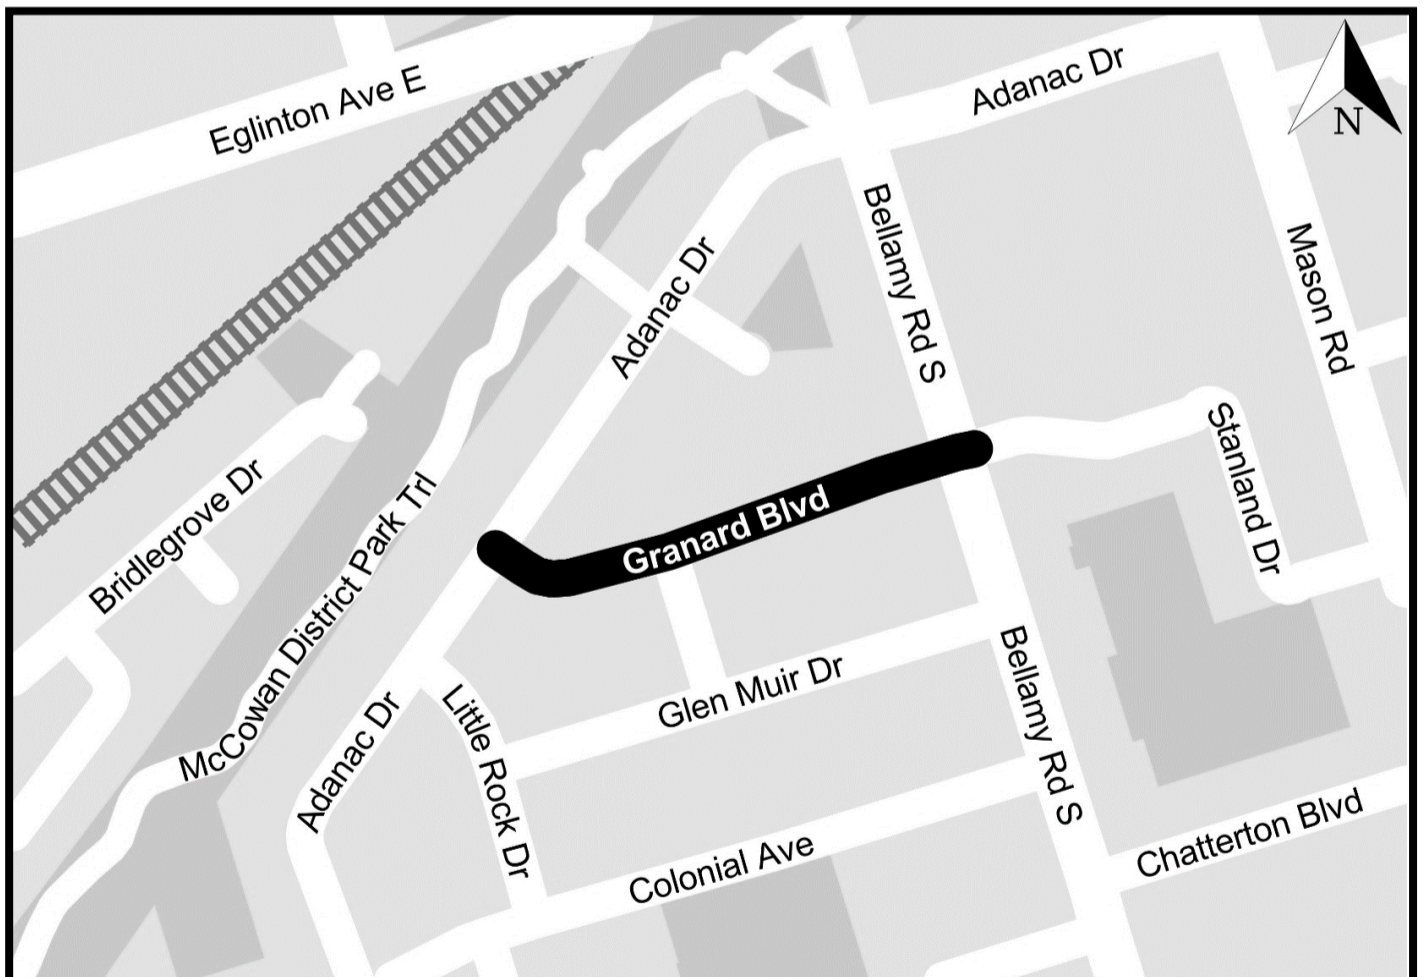 Eglinton Ave E
Adanac Dr
N
Bellamy Rd S
Mason Rd
Adanac Dr
Stanland Dr
Bridlegrove Dr
McCowan District Park Trl
Granard Blvd
Glen Muir Dr
Bellamy Rd S
Adanac Dr
Little Rock Dr
Colonial Ave
Chatterton Blvd